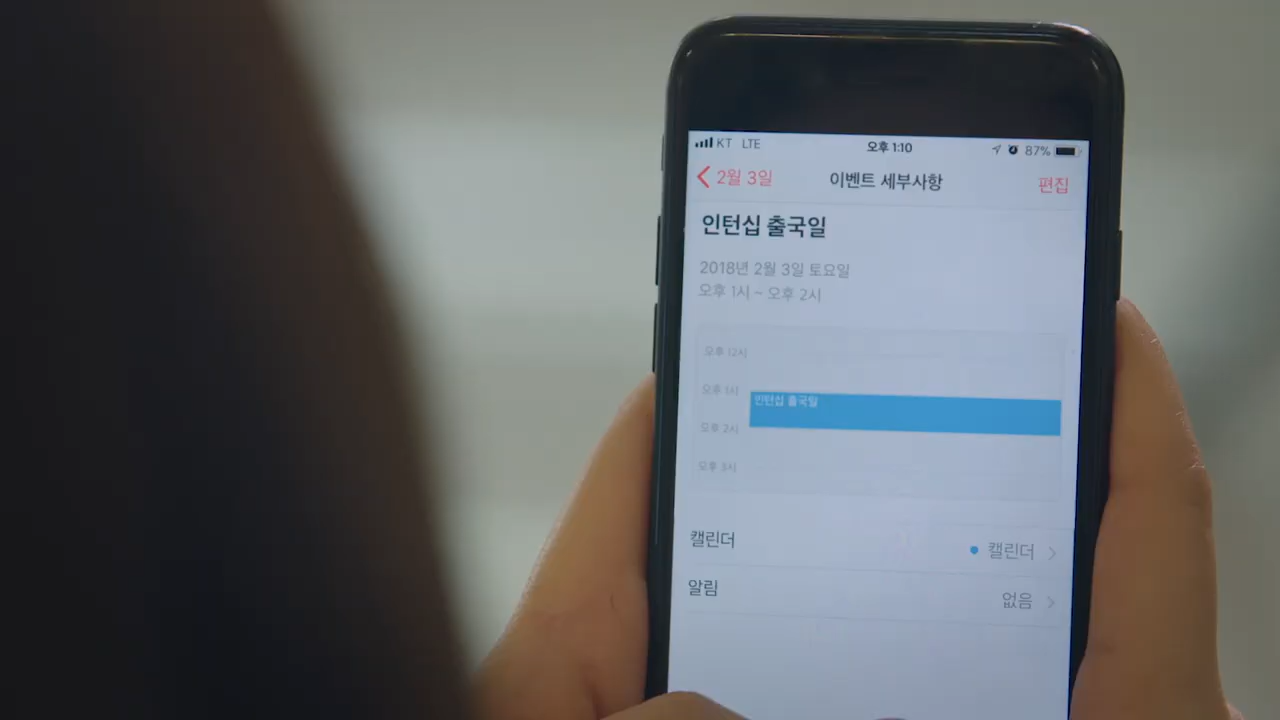 KT LTE 오후 1:10 87%
2월 3일 이벤트 세부사항 편집
인턴십 출국일
2018년 2월 3일 토요일
오후 1시 ~ 오후 2시
오후 12시
오후 1시
인턴십 출국일
오후 2시
오후 3시
캘린더 캘린더
알림 없음